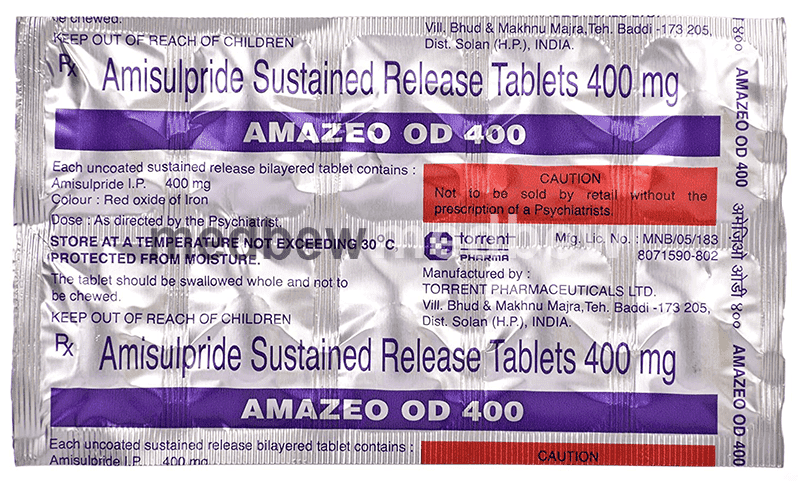 be chewed.
KEEP OUT OF REACH OF CHILDREN
Vill. Bhud & Makhnu Majra,Teh. Baddi -173 205,
Dist. Solan (H.P.), INDIA.
Rx Amisulpride Sustained Release Tablets 400 mg
AMAZEO OD 400
Each uncoated sustained release bilayered tablet contains :
Amisulpride I.P. 400 mg
Colour : Red oxide of Iron
Dose : As directed by the Psychiatrist.
STORE AT A TEMPERATURE NOT EXCEEDING 30°C
PROTECTED FROM MOISTURE.
The tablet should be swallowed whole and not to
be chewed.
KEEP OUT OF REACH OF CHILDREN
CAUTION
Not to be sold by retail without the
prescription of a Psychiatrists.
torrent
PHARMA
Mfg. Lic. No. : MNB/05/183
8071590-802
Manufactured by :
TORRENT PHARMACEUTICALS LTD.
Vill. Bhud & Makhnu Majra,Teh. Baddi -173 205,
Dist. Solan (H.P.), INDIA.
Rx Amisulpride Sustained Release Tablets 400 mg
AMAZEO OD 400
Each uncoated sustained release bilayered tablet contains :
Amisulpride I.P. 400 mg
CAUTION
४००
AMAZEO OD 400
ओडी ४००
AMAZEO OD 400